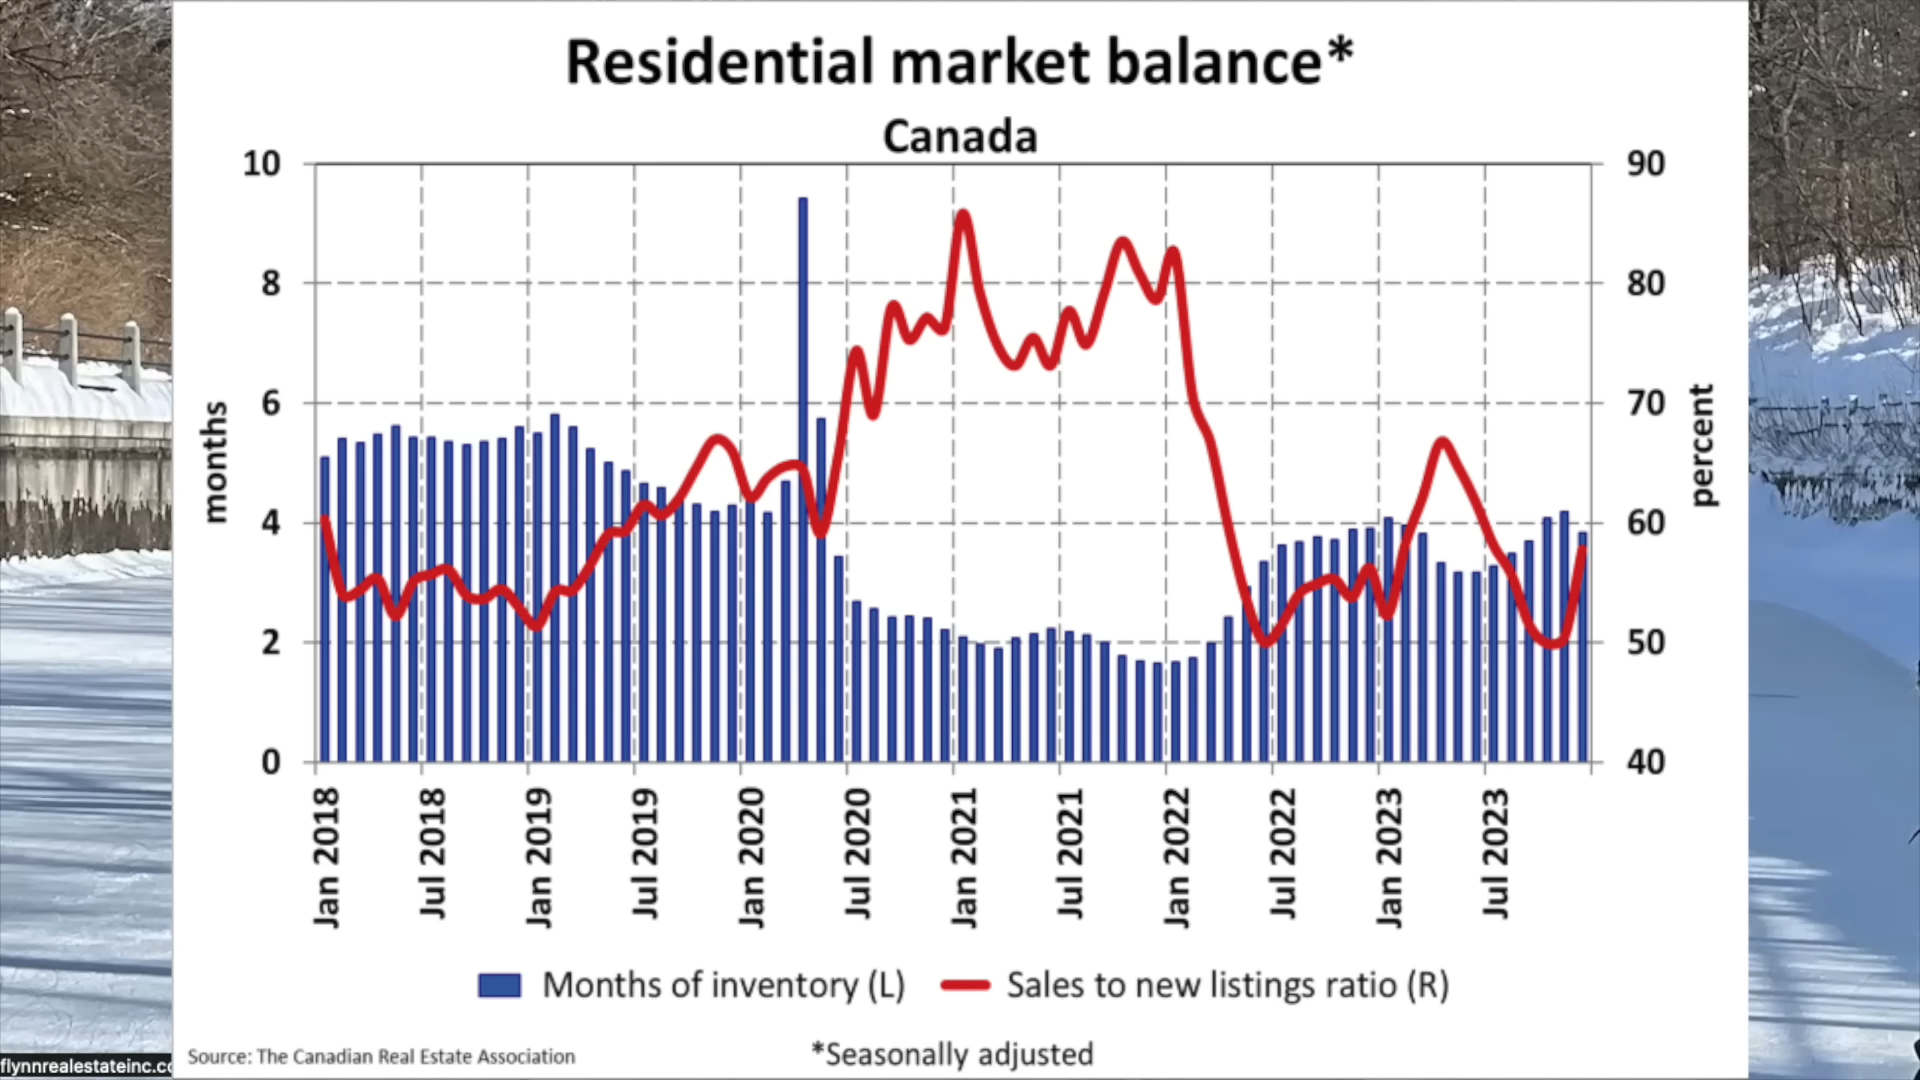 Residential market balance*
Canada
10
8
6
4
2
0
months
90
80
70
60
50
40
percent
Jan 2018
Jul 2018
Jan 2019
Jul 2019
Jan 2020
Jul 2020
Jan 2021
Jul 2021
Jan 2022
Jul 2022
Jan 2023
Jul 2023
Months of inventory (L)
Sales to new listings ratio (R)
Source: The Canadian Real Estate Association
*Seasonally adjusted
flynnrealestateinc.c